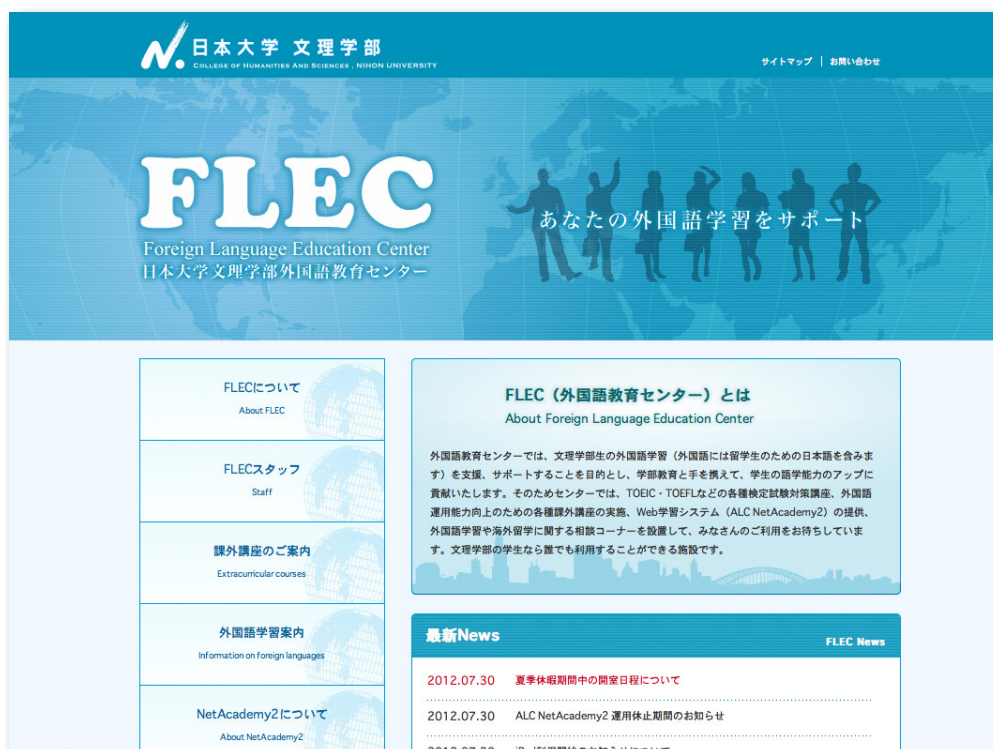 日本大学 文理学部
COLLEGE OF HUMANITIES AND SCIENCES , NIHON UNIVERSITY
サイトマップ | お問い合わせ
FLEC
Foreign Language Education Center
日本大学文理学部外国語教育センター
あなたの外国語学習をサポート
FLECについて
About FLEC
FLECスタッフ
Staff
課外講座のご案内
Extracurricular courses
外国語学習案内
Information on foreign languages
NetAcademy2について
About NetAcademy2
FLEC（外国語教育センター）とは
About Foreign Language Education Center
外国語教育センターでは、文理学部生の外国語学習（外国語には留学生のための日本語を含みま
す）を支援、サポートすることを目的とし、学部教育と手を携えて、学生の語学能力のアップに
貢献いたします。そのためセンターでは、TOEIC・TOEFLなどの各種検定試験対策講座、外国語
運用能力向上のための各種課外講座の実施、Web学習システム（ALC NetAcademy2）の提供、
外国語学習や海外留学に関する相談コーナーを設置して、みなさんのご利用をお待ちしていま
す。文理学部の学生なら誰でも利用することができる施設です。
最新News
FLEC News
2012.07.30 夏季休暇期間中の開室日程について
2012.07.30 ALC NetAcademy2 運用休止期間のお知らせ